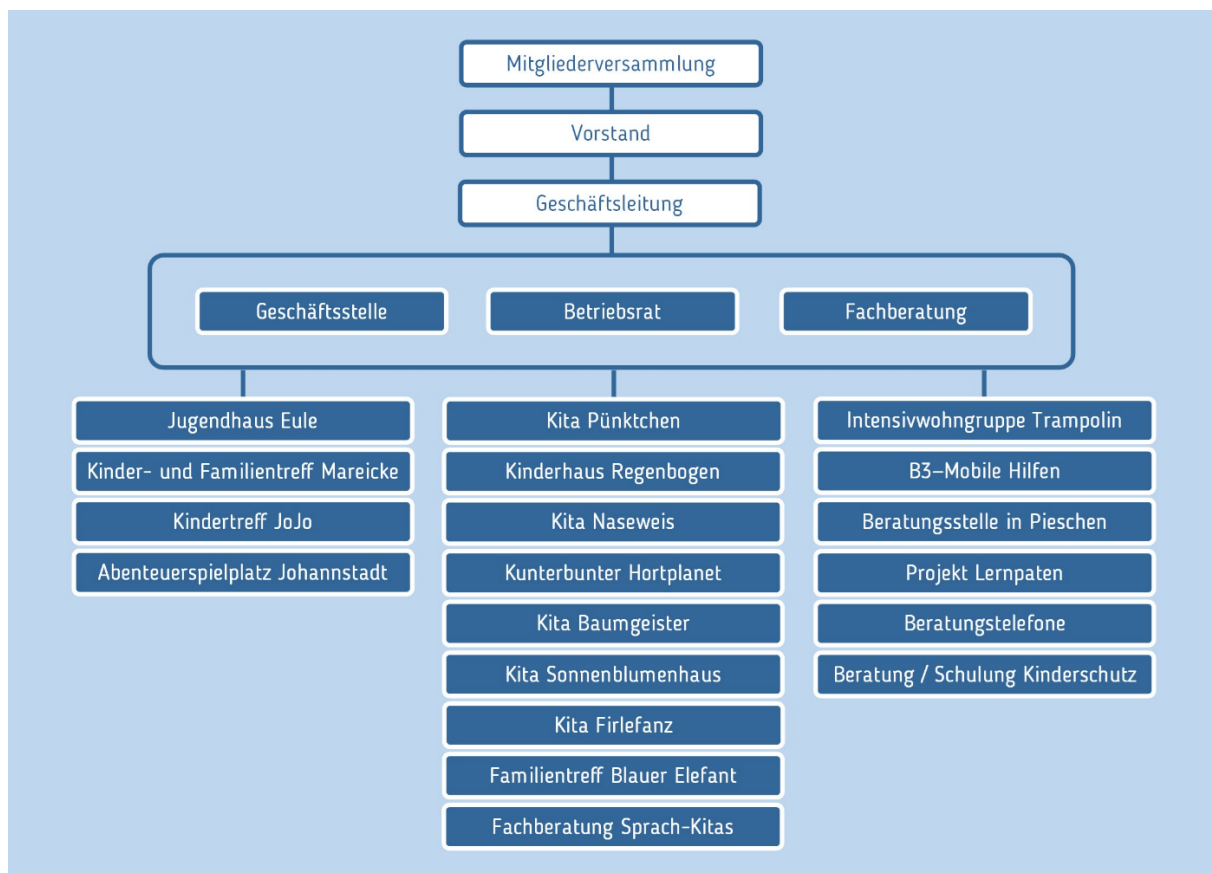 Mitgliederversammlung
Vorstand
Geschäftsleitung
Geschäftsstelle
Betriebsrat
Fachberatung
Jugendhaus Eule
Kinder- und Familientreff Mareicke
Kindertreff JoJo
Abenteuerspielplatz Johannstadt
Kita Pünktchen
Kinderhaus Regenbogen
Kita Naseweis
Kunterbunter Hortplanet
Kita Baumgeister
Kita Sonnenblumenhaus
Kita Firlefanz
Familientreff Blauer Elefant
Fachberatung Sprach-Kitas
Intensivwohngruppe Trampolin
B3–Mobile Hilfen
Beratungsstelle in Pieschen
Projekt Lernpaten
Beratungstelefone
Beratung / Schulung Kinderschutz